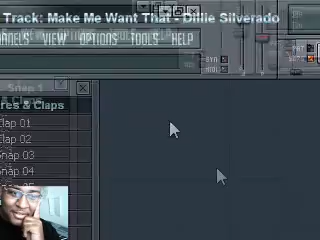 Track: Make Me Want That - Dillie Silverado
NNELS VIEW OPTIONS TOOLS HELP
Snap 1
res & Claps
Clap 01
Clap 02
Snap 03
Snap 04